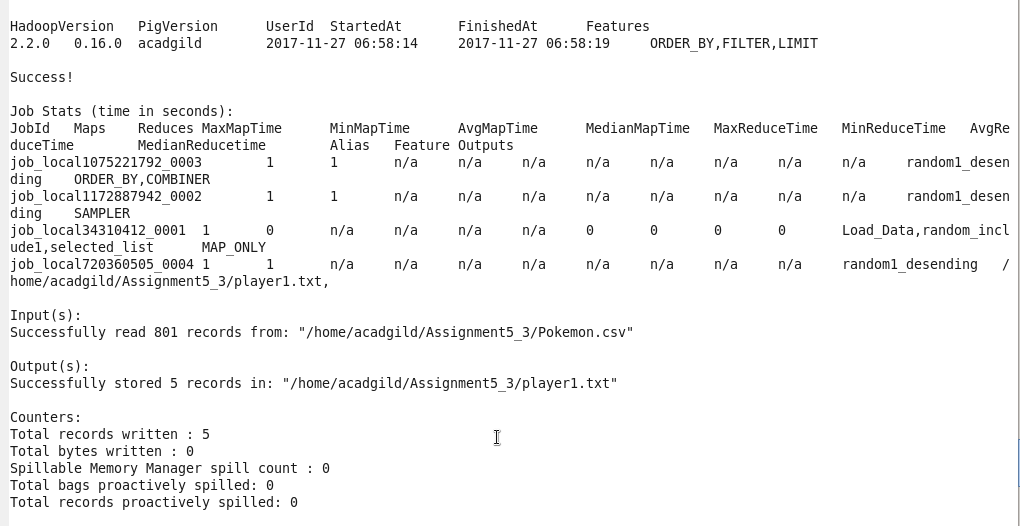 HadoopVersion PigVersion UserId StartedAt FinishedAt Features
2.2.0 0.16.0 acadgild 2017-11-27 06:58:14 2017-11-27 06:58:19 ORDER_BY,FILTER,LIMIT
Success!
Job Stats (time in seconds):
JobId Maps Reduces MaxMapTime MinMapTime AvgMapTime MedianMapTime MaxReduceTime MinReduceTime AvgRe
duceTime MedianReducetime Alias Feature Outputs
job_local1075221792_0003 1 1 n/a n/a n/a n/a n/a n/a n/a n/a random1_desen
ding ORDER_BY,COMBINER
job_local1172887942_0002 1 1 n/a n/a n/a n/a n/a n/a n/a n/a random1_desen
ding SAMPLER
job_local34310412_0001 1 0 n/a n/a n/a n/a 0 0 0 0 Load_Data,random_incl
ude1,selected_list MAP_ONLY
job_local720360505_0004 1 1 n/a n/a n/a n/a n/a n/a n/a n/a random1_desending /
home/acadgild/Assignment5_3/player1.txt,
Input(s):
Successfully read 801 records from: "/home/acadgild/Assignment5_3/Pokemon.csv"
Output(s):
Successfully stored 5 records in: "/home/acadgild/Assignment5_3/player1.txt"
Counters:
Total records written : 5
Total bytes written : 0
Spillable Memory Manager spill count : 0
Total bags proactively spilled: 0
Total records proactively spilled: 0